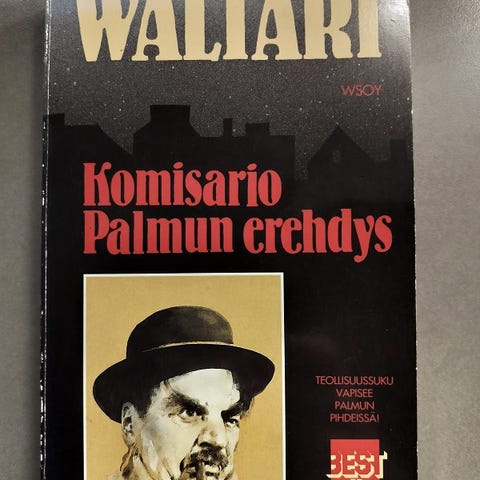 WALTARI
WSOY
Komisario
Palmun erehdys
TEOLLISUUSSUKU
VAPISEE
PALMUN
PIHDEISSÄ!
BEST